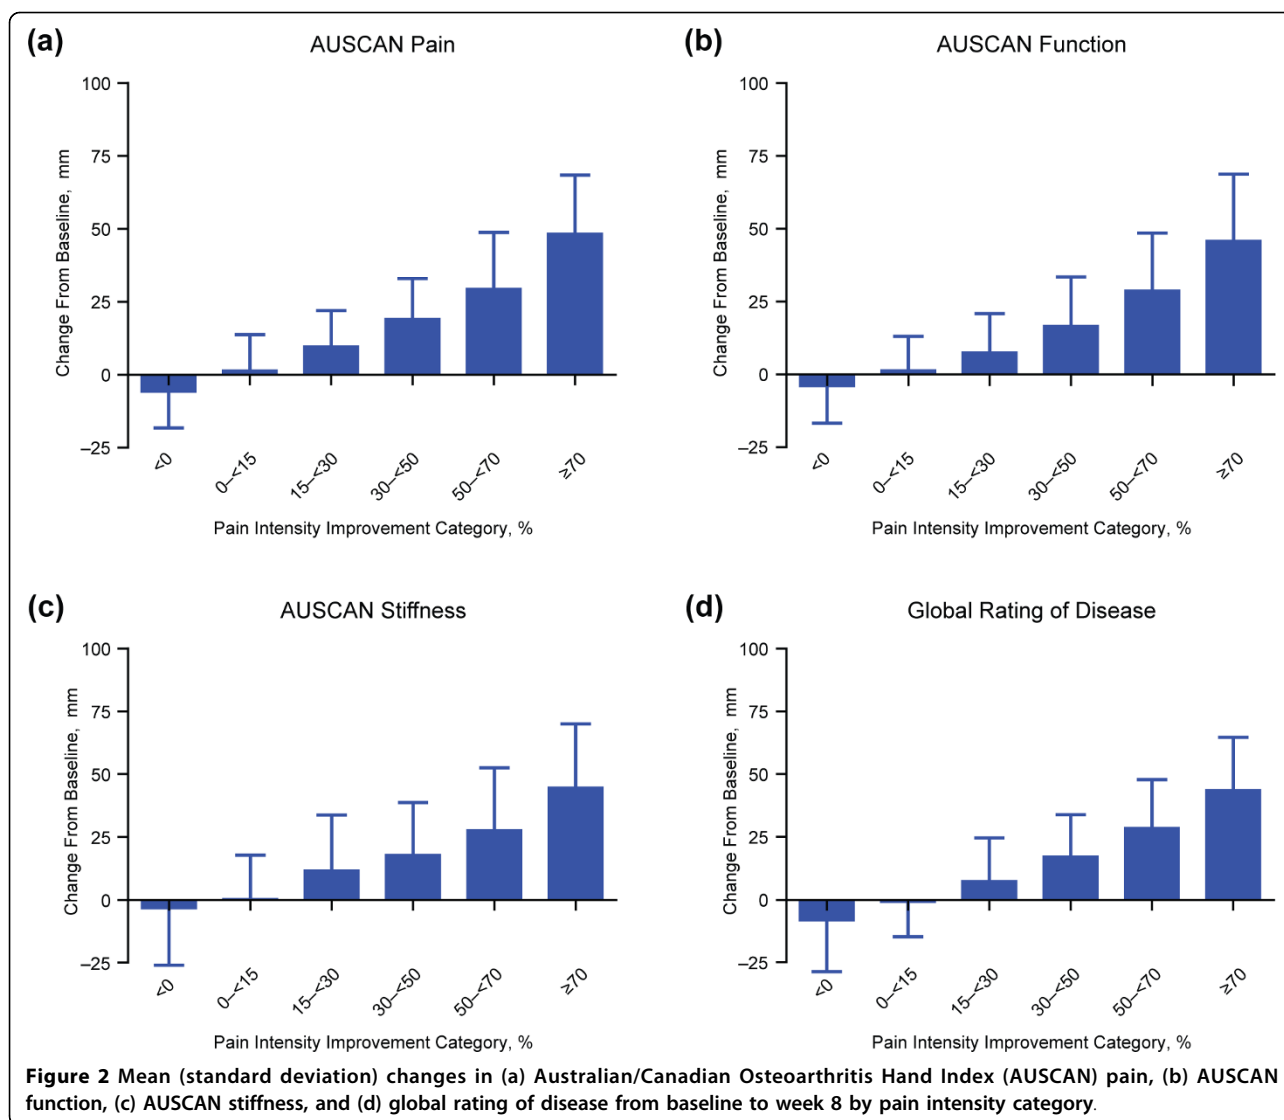 (a)
AUSCAN Pain
100
75
50
25
0
–25
Change From Baseline, mm
<0
0–<15
15–<30
30–<50
50–<70
≥70
Pain Intensity Improvement Category, %
(b)
AUSCAN Function
100
75
50
25
0
–25
Change From Baseline, mm
<0
0–<15
15–<30
30–<50
50–<70
≥70
Pain Intensity Improvement Category, %
(c)
AUSCAN Stiffness
100
75
50
25
0
–25
Change From Baseline, mm
<0
0–<15
15–<30
30–<50
50–<70
≥70
Pain Intensity Improvement Category, %
(d)
Global Rating of Disease
100
75
50
25
0
–25
Change From Baseline, mm
<0
0–<15
15–<30
30–<50
50–<70
≥70
Pain Intensity Improvement Category, %
Figure 2 Mean (standard deviation) changes in (a) Australian/Canadian Osteoarthritis Hand Index (AUSCAN) pain, (b) AUSCAN
function, (c) AUSCAN stiffness, and (d) global rating of disease from baseline to week 8 by pain intensity category.